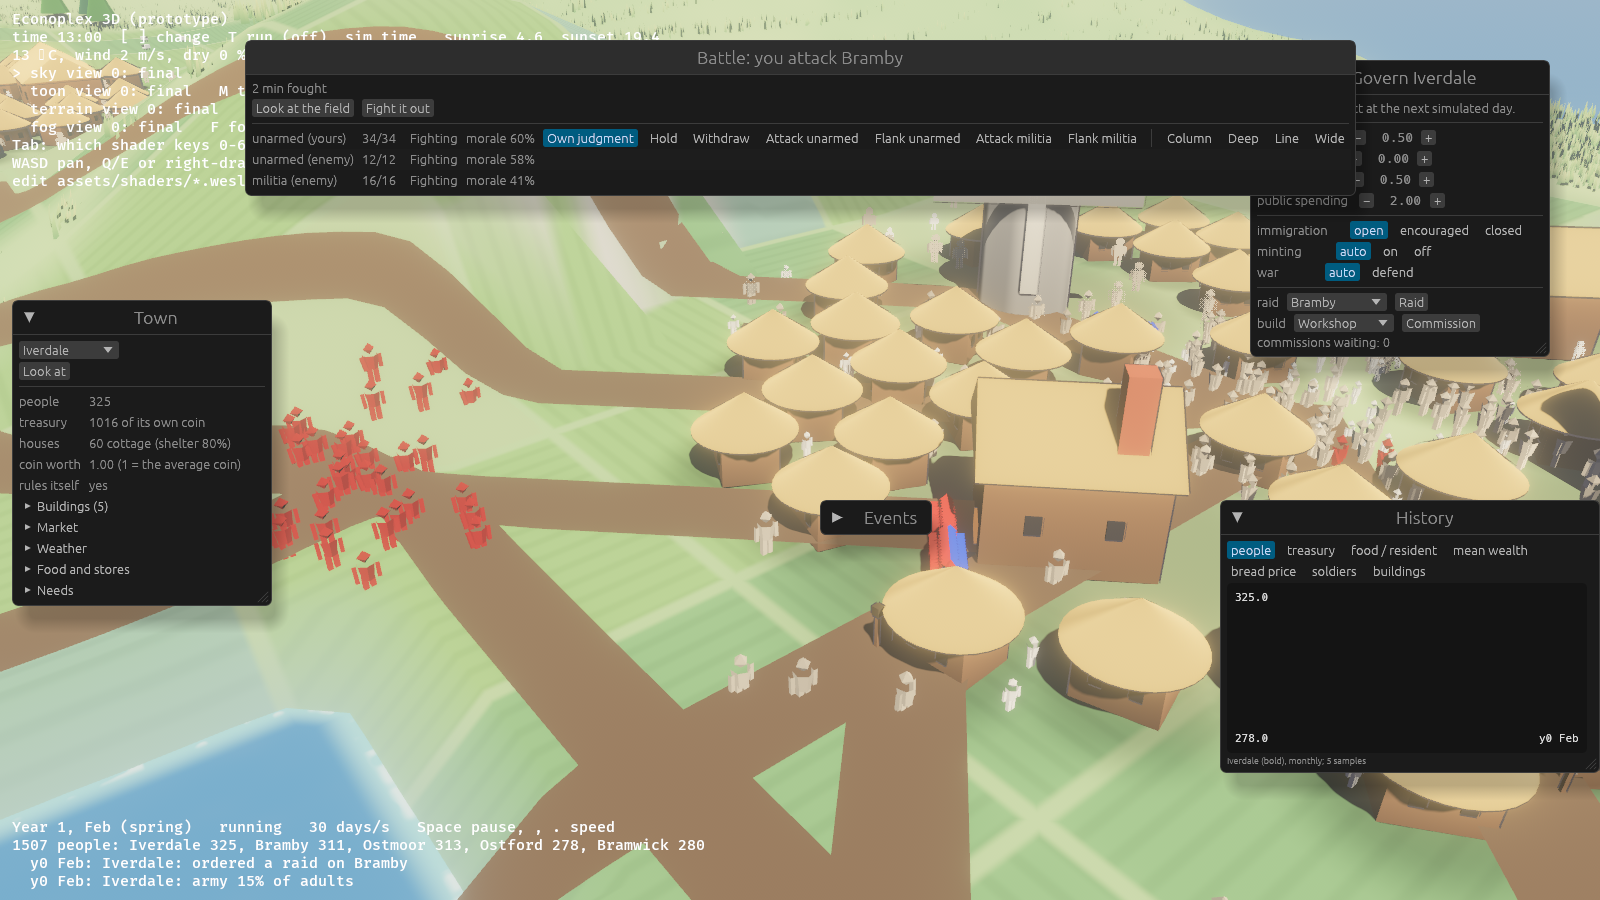 Econoplex 3D (prototype)
time 13:00 [ ] change T run (off) sim time sunrise 4.6 sunset 19.4
13 C, wind 2 m/s, dry 0 %
> sky view 0: final
toon view 0: final M t
terrain view 0: final
fog view 0: final F fo
Tab: which shader keys 0-6
WASD pan, Q/E or right-dra
edit assets/shaders/*.wesl
Battle: you attack Bramby
2 min fought
Look at the field Fight it out
unarmed (yours) 34/34 Fighting morale 60% Own judgment Hold Withdraw Attack unarmed Flank unarmed Attack militia Flank militia Column Deep Line Wide
unarmed (enemy) 12/12 Fighting morale 58%
militia (enemy) 16/16 Fighting morale 41%
Govern Iverdale
ct at the next simulated day.
− 0.50 +
− 0.00 +
− 0.50 +
public spending − 2.00 +
immigration open encouraged closed
minting auto on off
war auto defend
raid Bramby Raid
build Workshop Commission
commissions waiting: 0
Town
Iverdale
Look at
people 325
treasury 1016 of its own coin
houses 60 cottage (shelter 80%)
coin worth 1.00 (1 = the average coin)
rules itself yes
Buildings (5)
Market
Weather
Food and stores
Needs
Events
History
people treasury food / resident mean wealth
bread price soldiers buildings
325.0
278.0 y0 Feb
Iverdale (bold), monthly; 5 samples
Year 1, Feb (spring) running 30 days/s Space pause, , . speed
1507 people: Iverdale 325, Bramby 311, Ostmoor 313, Ostford 278, Bramwick 280
y0 Feb: Iverdale: ordered a raid on Bramby
y0 Feb: Iverdale: army 15% of adults